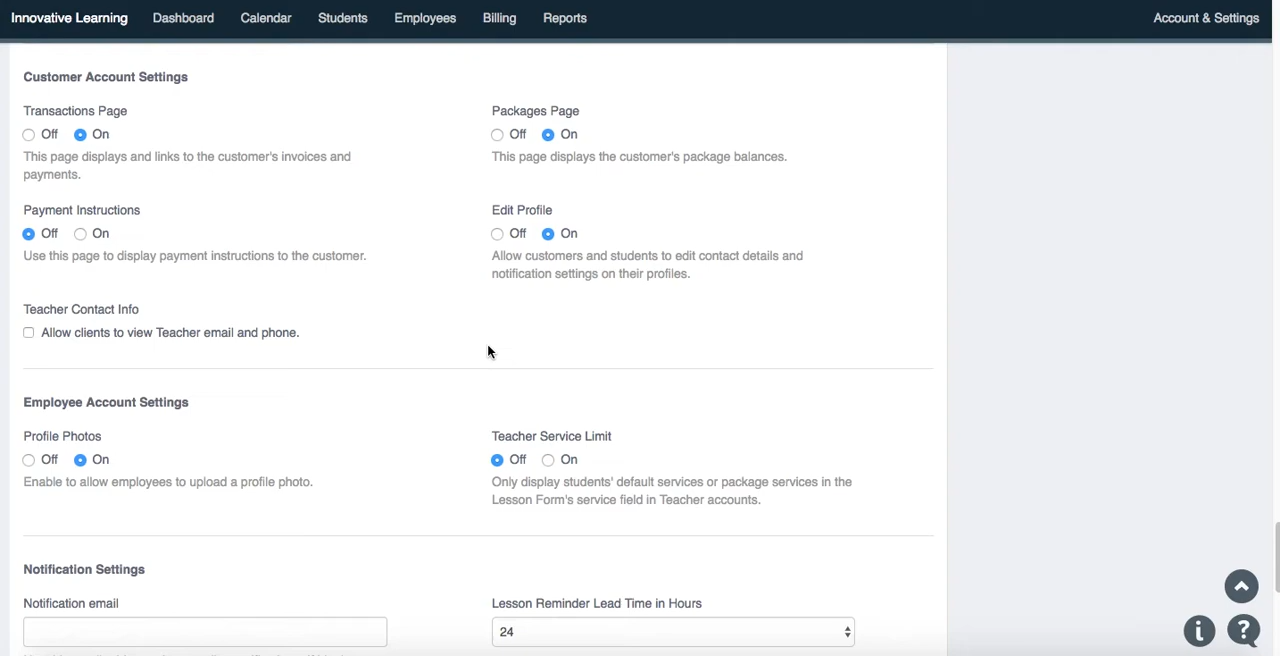 Innovative Learning Dashboard Calendar Students Employees Billing Reports Account & Settings
Customer Account Settings
Transactions Page
Off On
This page displays and links to the customer's invoices and
payments.
Packages Page
Off On
This page displays the customer's package balances.
Payment Instructions
Off On
Use this page to display payment instructions to the customer.
Edit Profile
Off On
Allow customers and students to edit contact details and
notification settings on their profiles.
Teacher Contact Info
Allow clients to view Teacher email and phone.
Employee Account Settings
Profile Photos
Off On
Enable to allow employees to upload a profile photo.
Teacher Service Limit
Off On
Only display students' default services or package services in the
Lesson Form's service field in Teacher accounts.
Notification Settings
Notification email
Lesson Reminder Lead Time in Hours
24